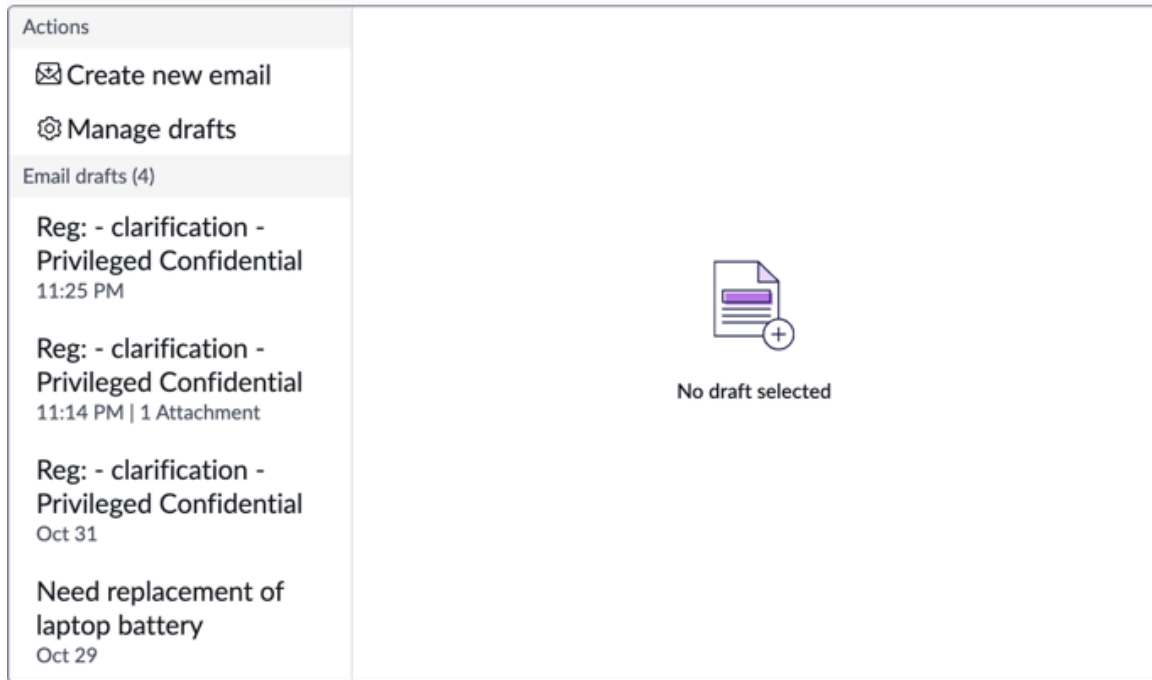 Actions
Create new email
Manage drafts
Email drafts (4)
Reg: - clarification -
Privileged Confidential
11:25 PM
Reg: - clarification -
Privileged Confidential
11:14 PM | 1 Attachment
Reg: - clarification -
Privileged Confidential
Oct 31
Need replacement of
laptop battery
Oct 29
No draft selected